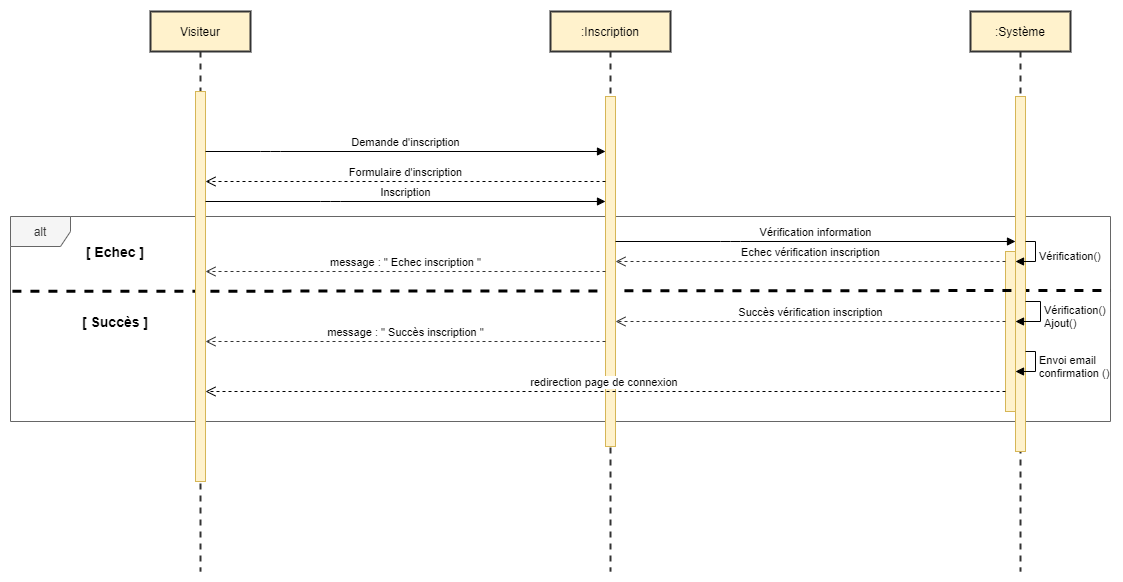 Visiteur
:Inscription
:Système
Demande d'inscription
Formulaire d'inscription
Inscription
alt
[ Echec ]
Vérification information
Echec vérification inscription
Vérification()
message : " Echec inscription "
[ Succès ]
Succès vérification inscription
Vérification()
Ajout()
message : " Succès inscription "
Envoi email
confirmation ()
redirection page de connexion